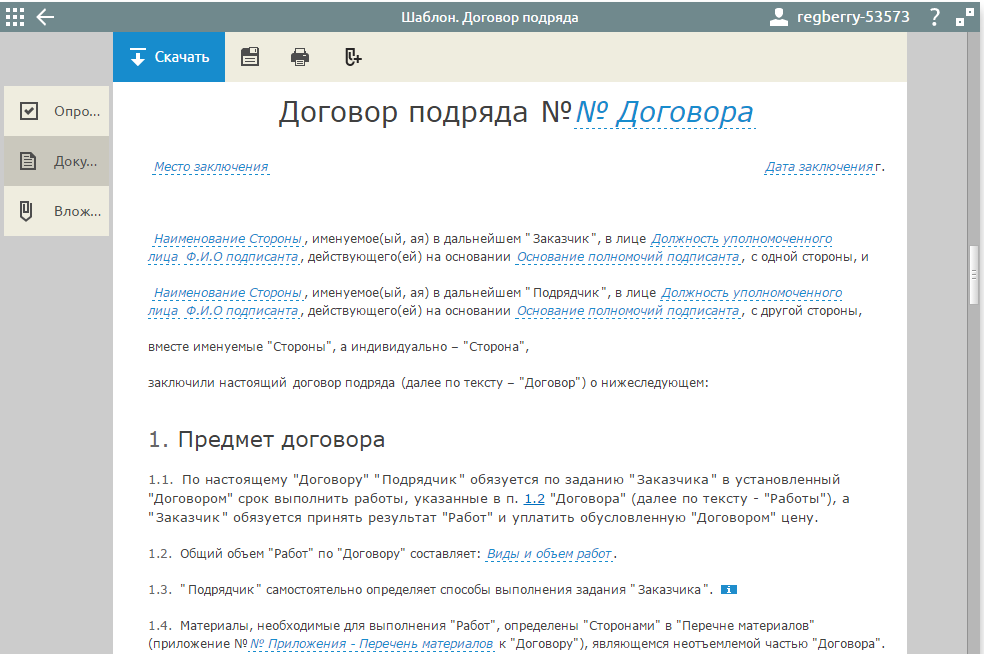 Шаблон. Договор подряда
regberry-53573 ?
Скачать
Опро...
Доку...
Влож...
Договор подряда №№ Договора
Место заключения Дата заключения г.
Наименование Стороны, именуемое(ый, ая) в дальнейшем "Заказчик", в лице Должность уполномоченного
лица Ф.И.О подписанта, действующего(ей) на основании Основание полномочий подписанта, с одной стороны, и
Наименование Стороны, именуемое(ый, ая) в дальнейшем "Подрядчик", в лице Должность уполномоченного
лица Ф.И.О подписанта, действующего(ей) на основании Основание полномочий подписанта, с другой стороны,
вместе именуемые "Стороны", а индивидуально – "Сторона",
заключили настоящий договор подряда (далее по тексту – "Договор") о нижеследующем:
1. Предмет договора
1.1. По настоящему "Договору" "Подрядчик" обязуется по заданию "Заказчика" в установленный
"Договором" срок выполнить работы, указанные в п. 1.2 "Договора" (далее по тексту - "Работы"), а
"Заказчик" обязуется принять результат "Работ" и уплатить обусловленную "Договором" цену.
1.2. Общий объем "Работ" по "Договору" составляет: Виды и объем работ.
1.3. "Подрядчик" самостоятельно определяет способы выполнения задания "Заказчика". i
1.4. Материалы, необходимые для выполнения "Работ", определены "Сторонами" в "Перечне материалов"
(приложение №№ Приложения - Перечень материалов к "Договору"), являющемся неотъемлемой частью "Договора".